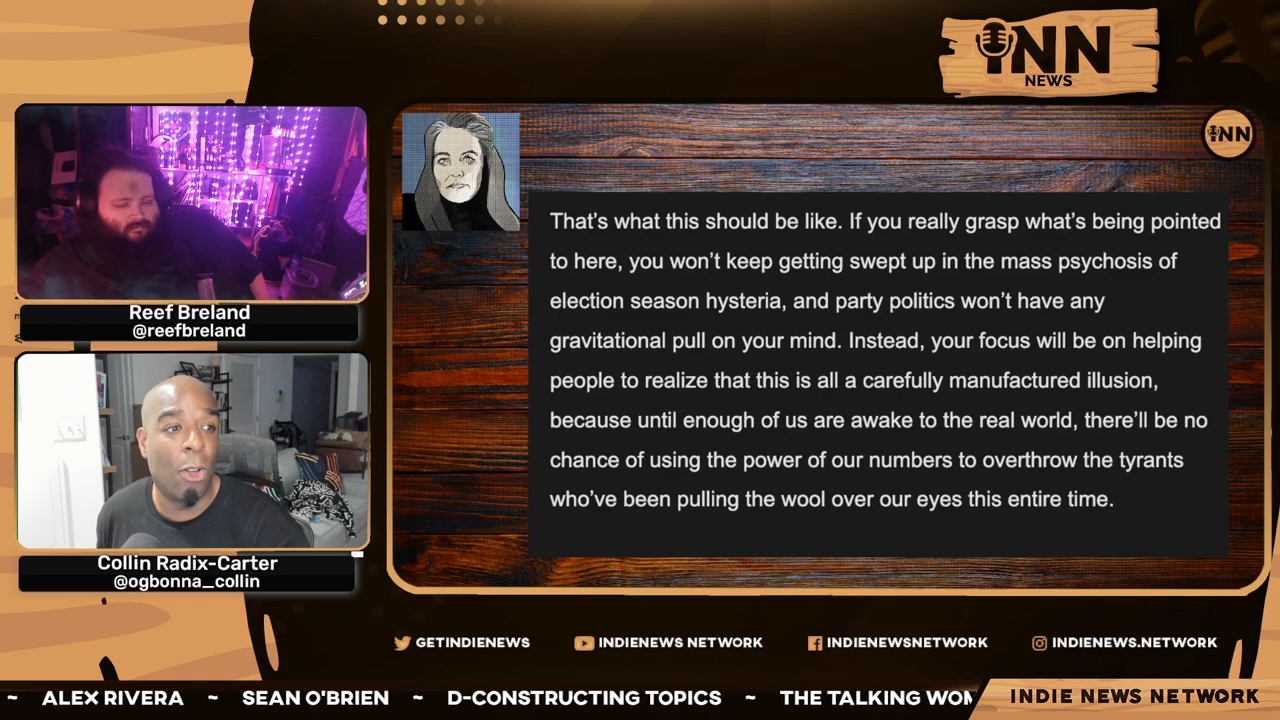 iNN
NEWS
iNN
That's what this should be like. If you really grasp what's being pointed
to here, you won't keep getting swept up in the mass psychosis of
election season hysteria, and party politics won't have any
gravitational pull on your mind. Instead, your focus will be on helping
people to realize that this is all a carefully manufactured illusion,
because until enough of us are awake to the real world, there'll be no
chance of using the power of our numbers to overthrow the tyrants
who've been pulling the wool over our eyes this entire time.
Reef Breland
@reefbreland
Collin Radix-Carter
@ogbonna_collin
GETINDIENEWS INDIENEWS NETWORK INDIENEWSNETWORK INDIENEWS.NETWORK
~ ALEX RIVERA ~ SEAN O'BRIEN ~ D-CONSTRUCTING TOPICS ~ THE TALKING INDIE NEWS NETWORK